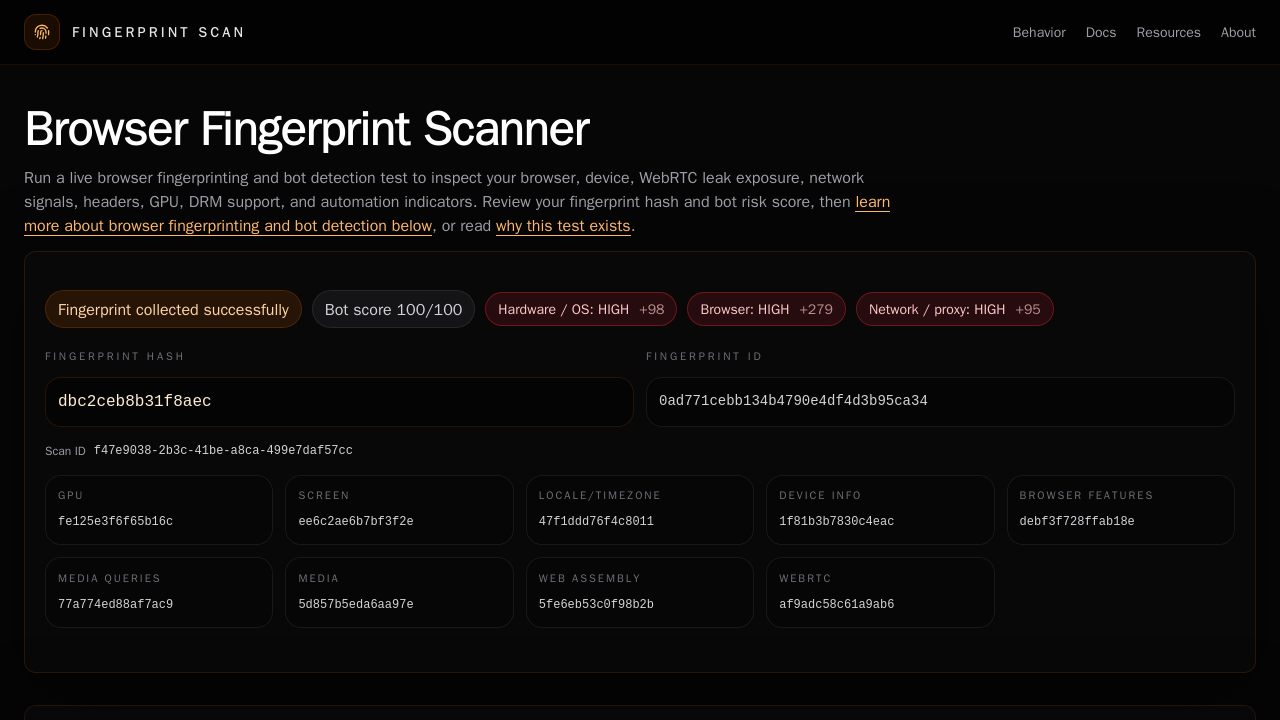 FINGERPRINT SCAN
Behavior
Docs
Resources
About
Browser Fingerprint Scanner
Run a live browser fingerprinting and bot detection test to inspect your browser, device, WebRTC leak exposure, network
signals, headers, GPU, DRM support, and automation indicators. Review your fingerprint hash and bot risk score, then learn
more about browser fingerprinting and bot detection below, or read why this test exists.
Fingerprint collected successfully
Bot score 100/100
Hardware / OS: HIGH +98
Browser: HIGH +279
Network / proxy: HIGH +95
FINGERPRINT HASH
dbc2ceb8b31f8aec
FINGERPRINT ID
0ad771cebb134b4790e4df4d3b95ca34
Scan ID f47e9038-2b3c-41be-a8ca-499e7daf57cc
GPU
fe125e3f6f65b16c
SCREEN
ee6c2ae6b7bf3f2e
LOCALE/TIMEZONE
47f1ddd76f4c8011
DEVICE INFO
1f81b3b7830c4eac
BROWSER FEATURES
debf3f728ffab18e
MEDIA QUERIES
77a774ed88af7ac9
MEDIA
5d857b5eda6aa97e
WEB ASSEMBLY
5fe6eb53c0f98b2b
WEBRTC
af9adc58c61a9ab6